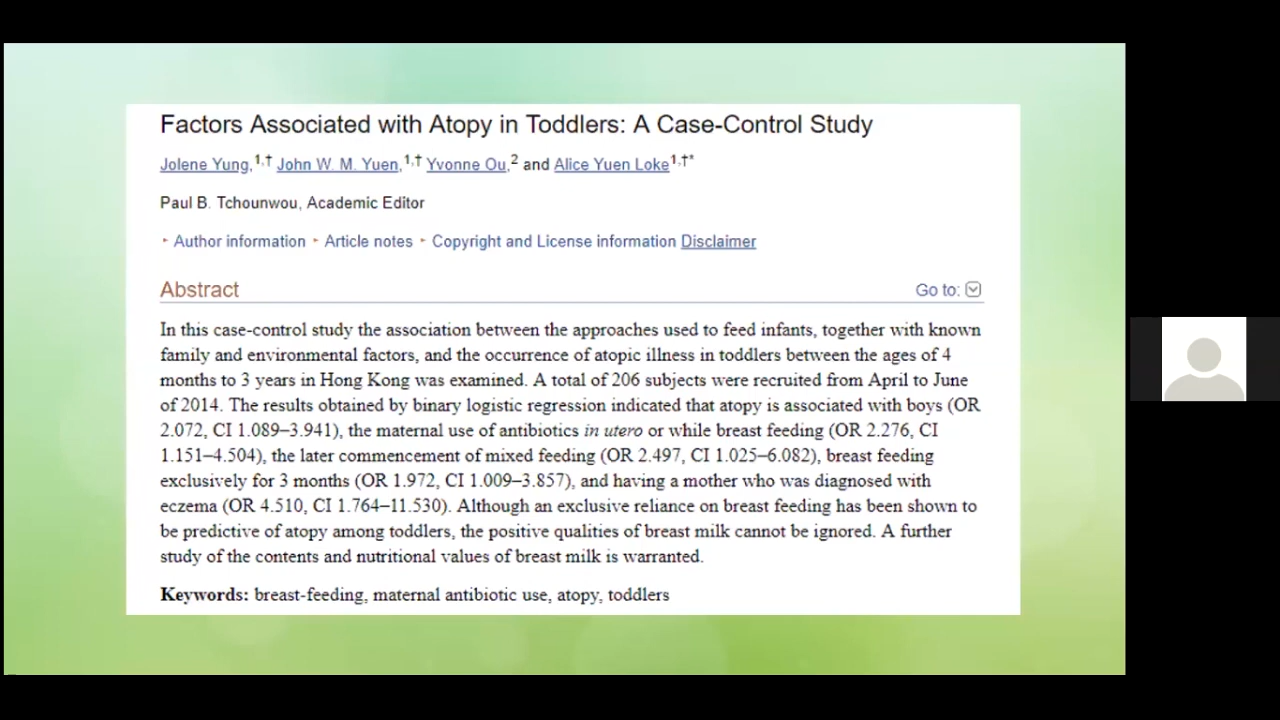 Factors Associated with Atopy in Toddlers: A Case-Control Study
Jolene Yung,1,† John W. M. Yuen,1,† Yvonne Ou,2 and Alice Yuen Loke1,†*
Paul B. Tchounwou, Academic Editor
Author information ▸ Article notes ▸ Copyright and License information Disclaimer
Abstract Go to:
In this case-control study the association between the approaches used to feed infants, together with known
family and environmental factors, and the occurrence of atopic illness in toddlers between the ages of 4
months to 3 years in Hong Kong was examined. A total of 206 subjects were recruited from April to June
of 2014. The results obtained by binary logistic regression indicated that atopy is associated with boys (OR
2.072, CI 1.089–3.941), the maternal use of antibiotics in utero or while breast feeding (OR 2.276, CI
1.151–4.504), the later commencement of mixed feeding (OR 2.497, CI 1.025–6.082), breast feeding
exclusively for 3 months (OR 1.972, CI 1.009–3.857), and having a mother who was diagnosed with
eczema (OR 4.510, CI 1.764–11.530). Although an exclusive reliance on breast feeding has been shown to
be predictive of atopy among toddlers, the positive qualities of breast milk cannot be ignored. A further
study of the contents and nutritional values of breast milk is warranted.
Keywords: breast-feeding, maternal antibiotic use, atopy, toddlers